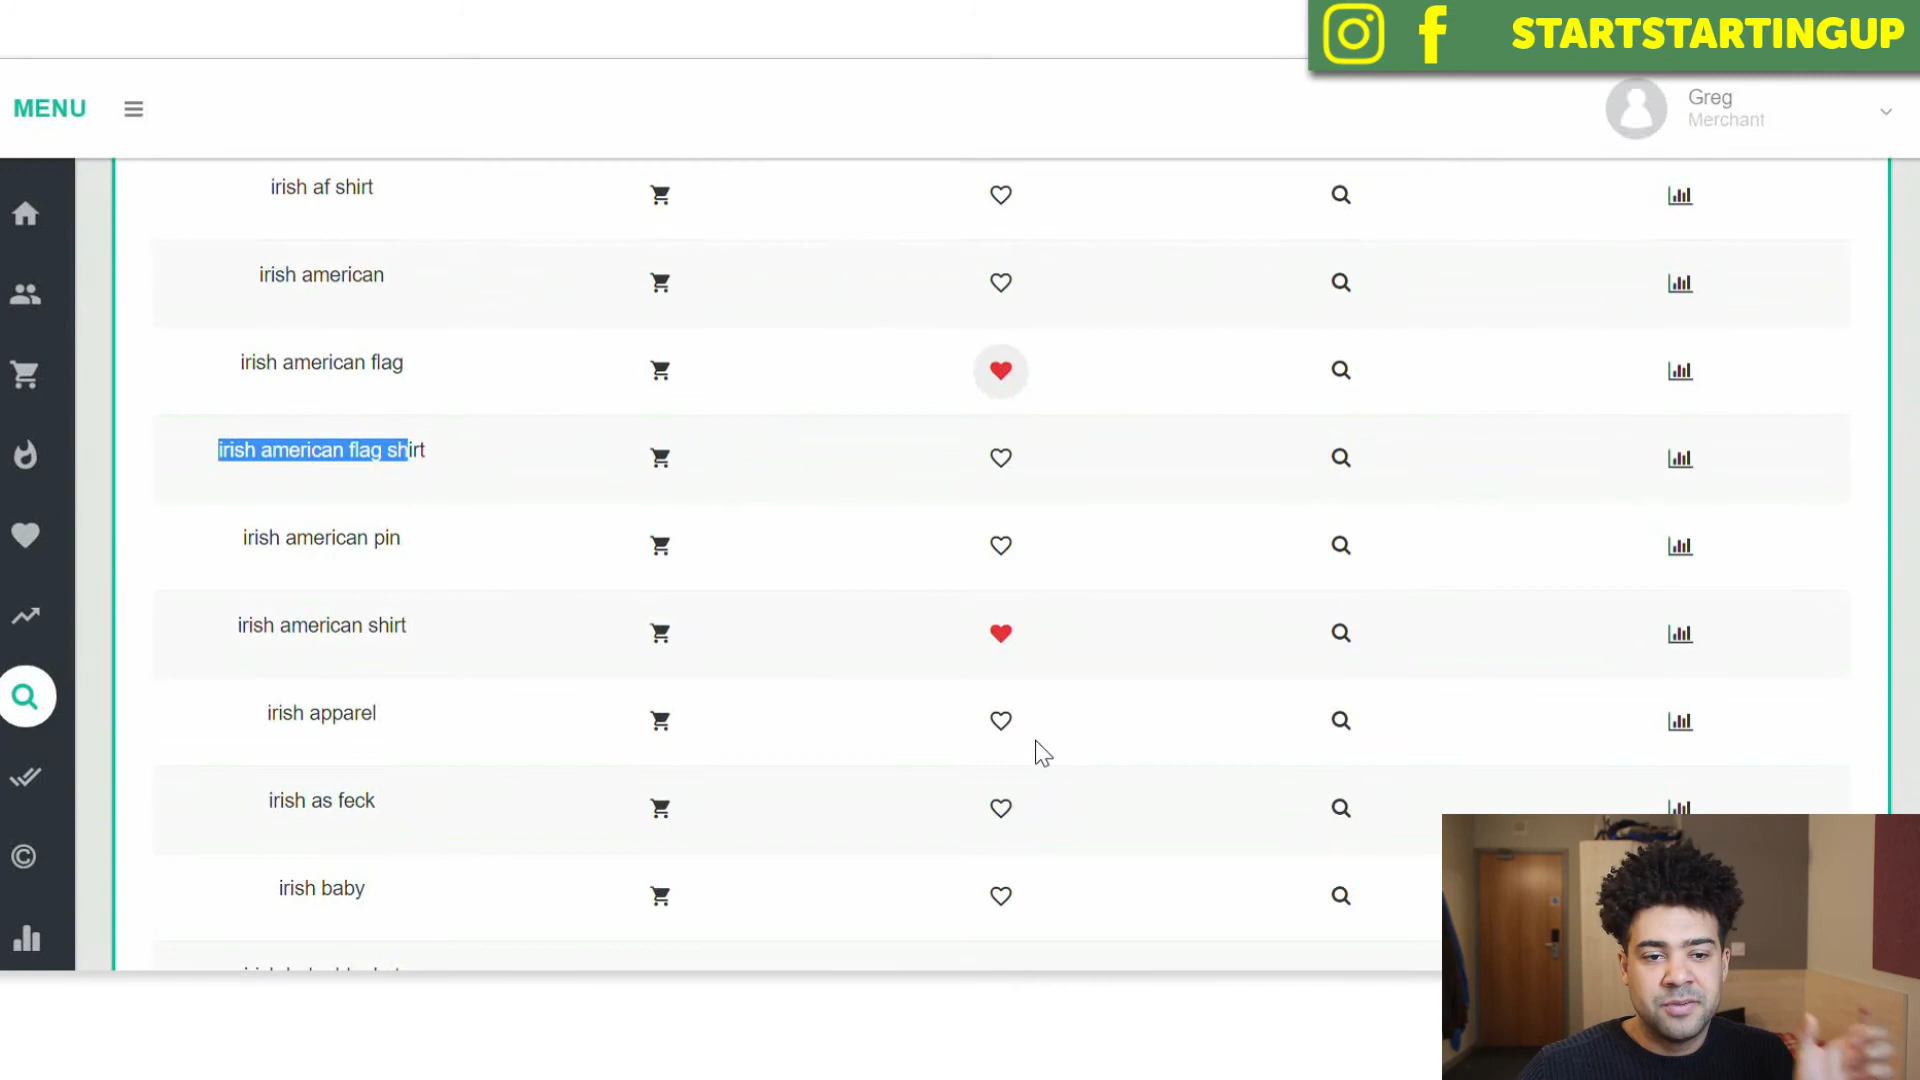 STARTSTARTINGUP
MENU
Greg
Merchant
irish af shirt
irish american
irish american flag
irish american flag shirt
irish american pin
irish american shirt
irish apparel
irish as feck
irish baby